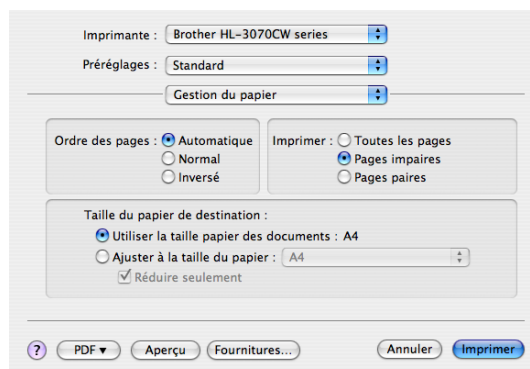 Imprimante : Brother HL-3070CW series
Préréglages : Standard
Gestion du papier
Ordre des pages : Automatique
Normal
Inversé
Imprimer : Toutes les pages
Pages impaires
Pages paires
Taille du papier de destination :
Utiliser la taille papier des documents : A4
Ajuster à la taille du papier : A4
Réduire seulement
? PDF ▼ Aperçu Fournitures... Annuler Imprimer